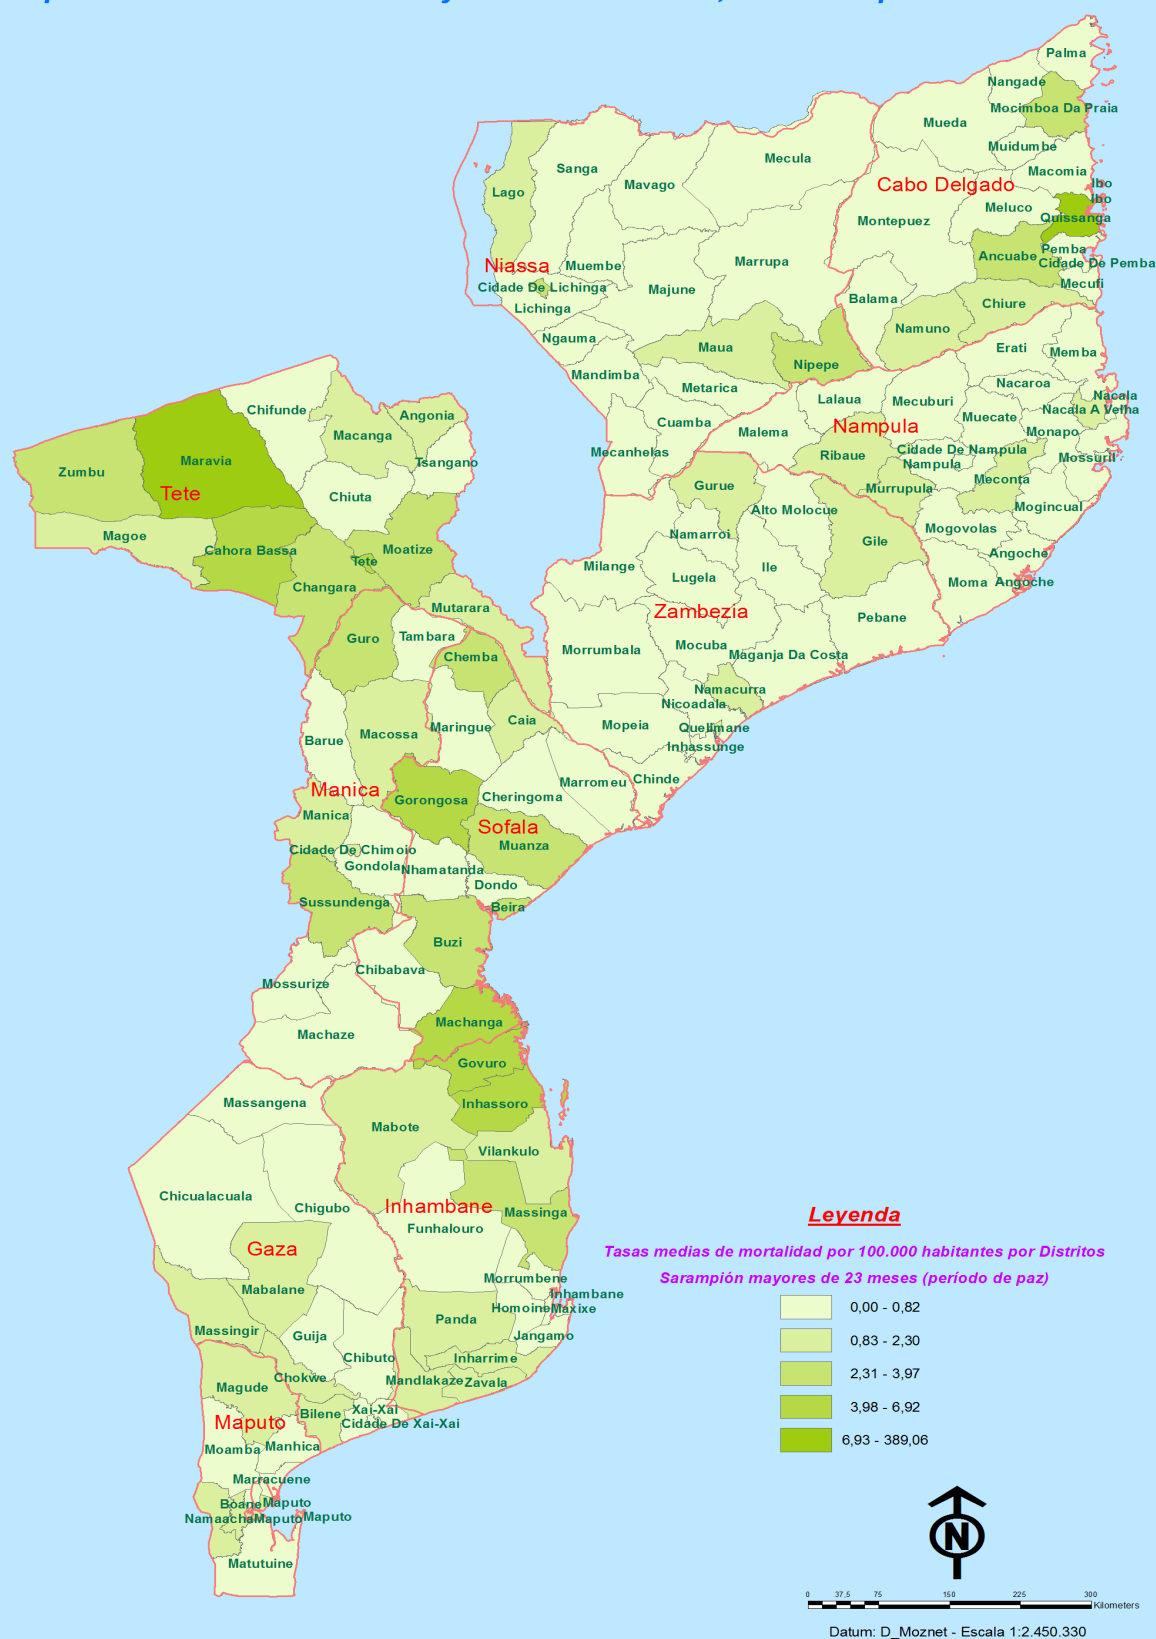 Palma
Nangade
Mocimboa Da Praia
Mueda
Muidumbe
Mecula
Sanga
Macomia
Mavago
Cabo Delgado
Ibo
Lago
Ibo
Meluco
Quissanga
Montepuez
Pemba
Ancuabe
Marrupa
Cidade De Pemba
Niassa
Muembe
Mecufi
Cidade De Lichinga
Majune
Balama
Chiure
Lichinga
Namuno
Ngauma
Maua
Erati
Memba
Nipepe
Mandimba
Metarica
Nacaroa
Nacala
Lalaua
Mecuburi
Nacala A Velha
Chifunde
Angonia
Muecate
Cuamba
Nampula
Malema
Monapo
Macanga
Mecanhelas
Cidade De Nampula
Ribaue
Mossuril
Maravia
Tsangano
Nampula
Zumbu
Meconta
Gurue
Murrupula
Tete
Chiuta
Mogincual
Alto Molocue
Mogovolas
Magoe
Namarroi
Gile
Cahora Bassa
Moatize
Angoche
Tete
Milange
Ile
Lugela
Moma
Angoche
Changara
Mutarara
Zambezia
Pebane
Guro
Tambara
Mocuba
Morrumbala
Maganja Da Costa
Chemba
Namacurra
Nicoadala
Caia
Maringue
Mopeia
Quelimane
Macossa
Barue
Inhassunge
Marromeu
Chinde
Manica
Gorongosa
Cheringoma
Manica
Sofala
Muanza
Cidade De Chimoio
Gondola
Nhamatanda
Dondo
Sussundenga
Beira
Buzi
Chibabava
Mossurize
Machanga
Machaze
Govuro
Massangena
Inhassoro
Mabote
Vilankulo
Chicualacuala
Chigubo
Inhambane
Massinga
Funhalouro
Gaza
Morrumbene
Mabalane
Inhambane
Homoine
Maxixe
Panda
Massingir
Guija
Jangamo
Chibuto
Inharrime
Chokwe
Mandlakaze
Zavala
Magude
Xai-Xai
Bilene
Maputo
Cidade De Xai-Xai
Moamba
Manhica
Marracuene
Boane
Maputo
Namaacha
Maputo
Maputo
Matutuine
Leyenda
Tasas medias de mortalidad por 100.000 habitantes por Distritos
Sarampión mayores de 23 meses (período de paz)
0,00 - 0,82
0,83 - 2,30
2,31 - 3,97
3,98 - 6,92
6,93 - 389,06
N
0 37,5 75 150 225 300
Kilometers
Datum: D_Moznet - Escala 1:2.450.330